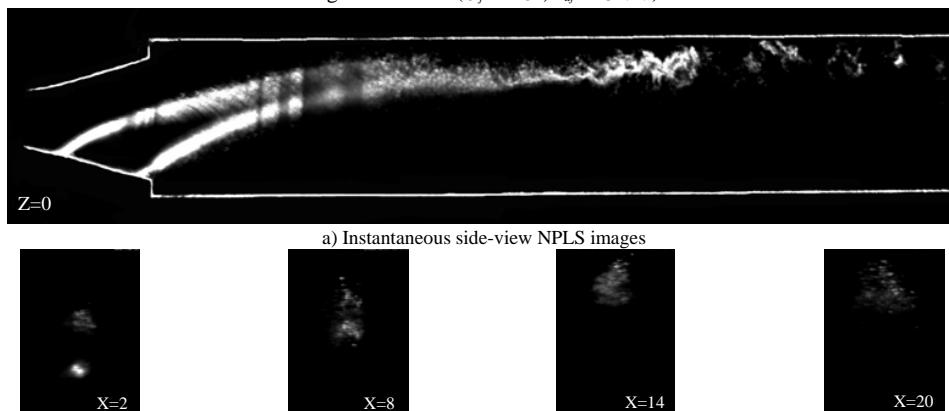 Z=0
a) Instantaneous side-view NPLS images
X=2
X=8
X=14
X=20